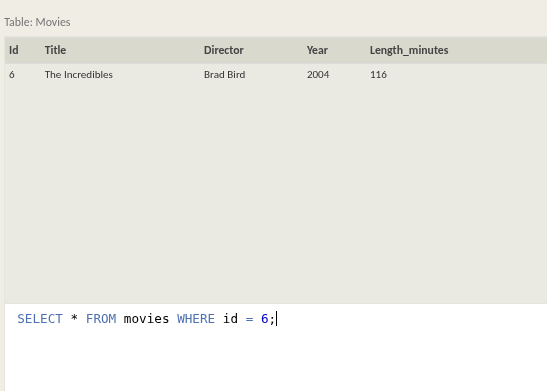 Table: Movies
Id Title Director Year Length_minutes
6 The Incredibles Brad Bird 2004 116
SELECT * FROM movies WHERE id = 6;